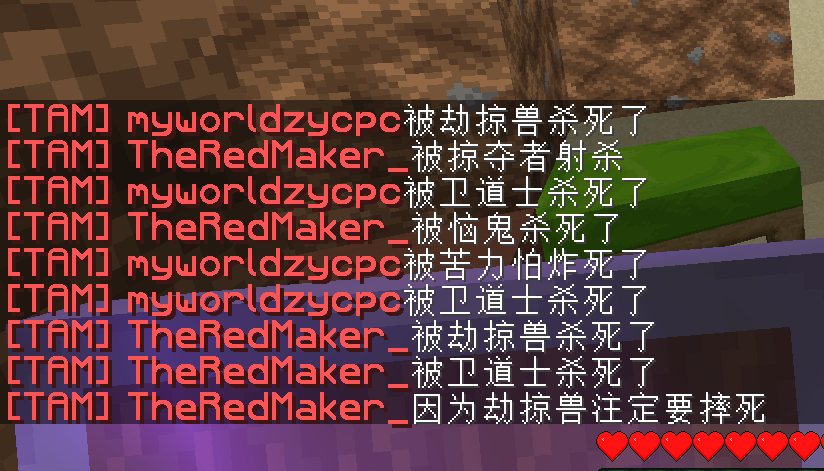 [TAM] myworldzycpc被劫掠兽杀死了
[TAM] TheRedMaker_被掠夺者射杀
[TAM] myworldzycpc被卫道士杀死了
[TAM] TheRedMaker_被恼鬼杀死了
[TAM] myworldzycpc被苦力怕炸死了
[TAM] myworldzycpc被卫道士杀死了
[TAM] TheRedMaker_被劫掠兽杀死了
[TAM] TheRedMaker_被卫道士杀死了
[TAM] TheRedMaker_因为劫掠兽注定要摔死